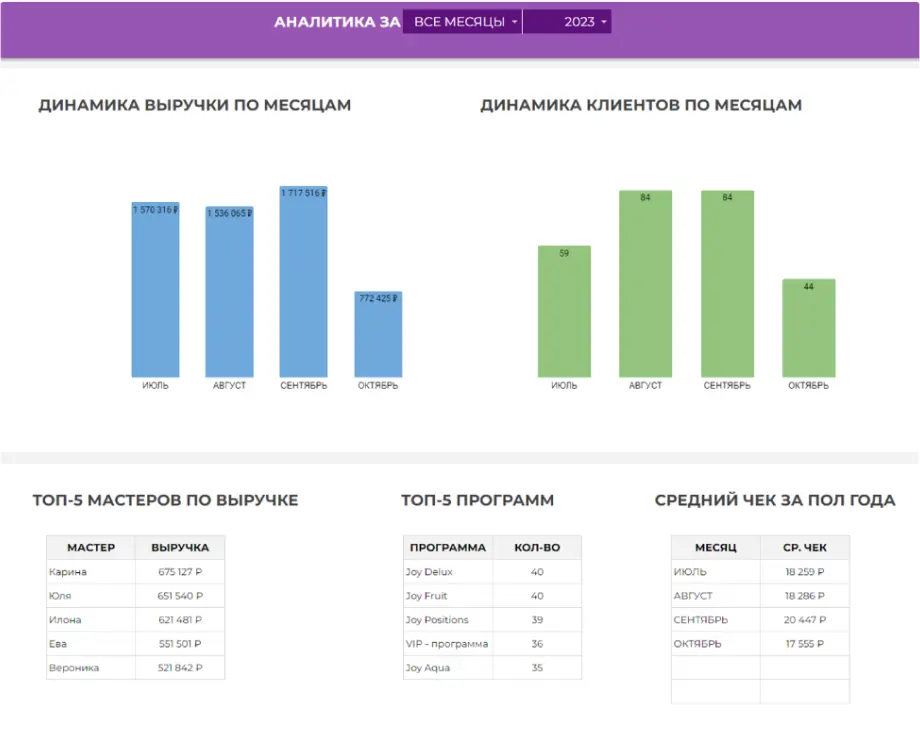 АНАЛИТИКА ЗА ВСЕ МЕСЯЦЫ 2023
ДИНАМИКА ВЫРУЧКИ ПО МЕСЯЦАМ
1 570 316 ₽
1 536 065 ₽
1 717 516 ₽
772 425 ₽
ИЮЛЬ АВГУСТ СЕНТЯБРЬ ОКТЯБРЬ
ДИНАМИКА КЛИЕНТОВ ПО МЕСЯЦАМ
59
84
84
44
ИЮЛЬ АВГУСТ СЕНТЯБРЬ ОКТЯБРЬ
ТОП-5 МАСТЕРОВ ПО ВЫРУЧКЕ
МАСТЕР ВЫРУЧКА
Карина 675 127 Р
Юля 651 540 Р
Илона 621 481 Р
Ева 551 501 Р
Вероника 521 842 Р
ТОП-5 ПРОГРАММ
ПРОГРАММА КОЛ-ВО
Joy Delux 40
Joy Fruit 40
Joy Positions 39
VIP - программа 36
Joy Aqua 35
СРЕДНИЙ ЧЕК ЗА ПОЛ ГОДА
МЕСЯЦ СР. ЧЕК
ИЮЛЬ 18 259 Р
АВГУСТ 18 286 Р
СЕНТЯБРЬ 20 447 Р
ОКТЯБРЬ 17 555 Р